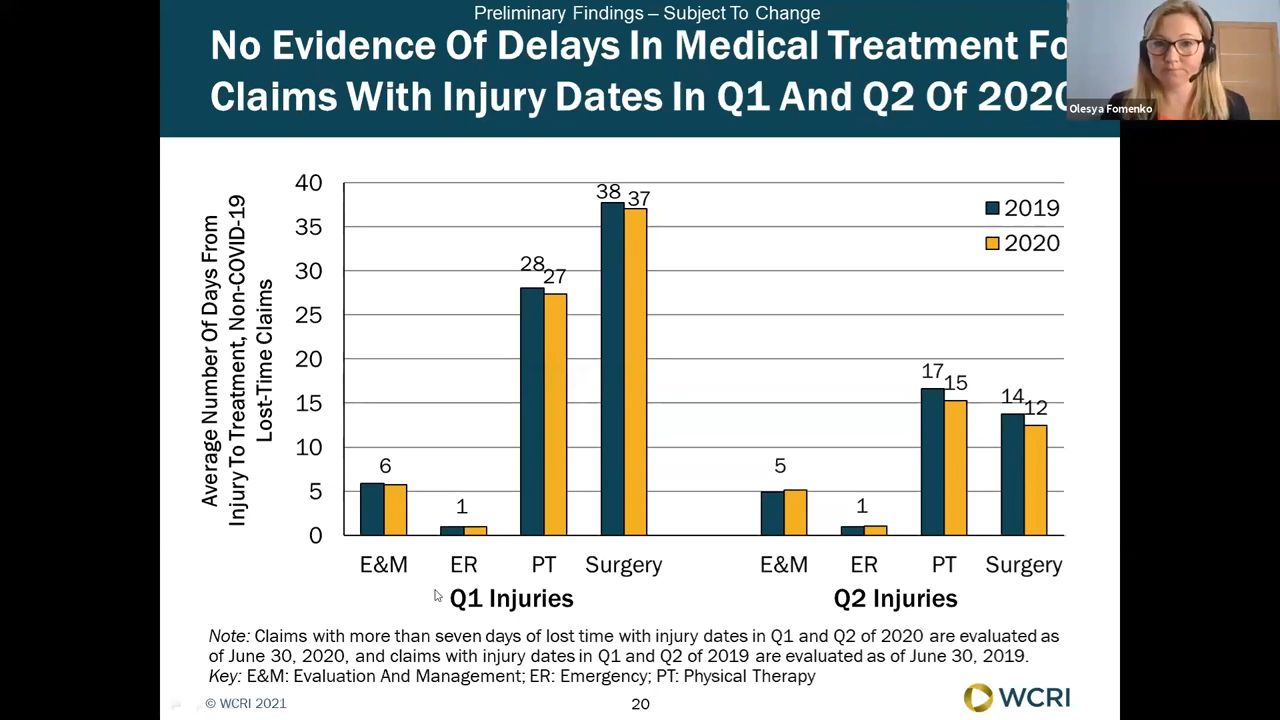 Preliminary Findings – Subject To Change
No Evidence Of Delays In Medical Treatment Fo
Claims With Injury Dates In Q1 And Q2 Of 2020
Olesya Fomenko
Average Number Of Days From
Injury To Treatment, Non-COVID-19
Lost-Time Claims
40
35
30
25
20
15
10
5
0
2019
2020
6
1
28
27
38
37
5
1
17
15
14
12
E&M ER PT Surgery E&M ER PT Surgery
Q1 Injuries Q2 Injuries
Note: Claims with more than seven days of lost time with injury dates in Q1 and Q2 of 2020 are evaluated as
of June 30, 2020, and claims with injury dates in Q1 and Q2 of 2019 are evaluated as of June 30, 2019.
Key: E&M: Evaluation And Management; ER: Emergency; PT: Physical Therapy
© WCRI 2021
20
WCRI